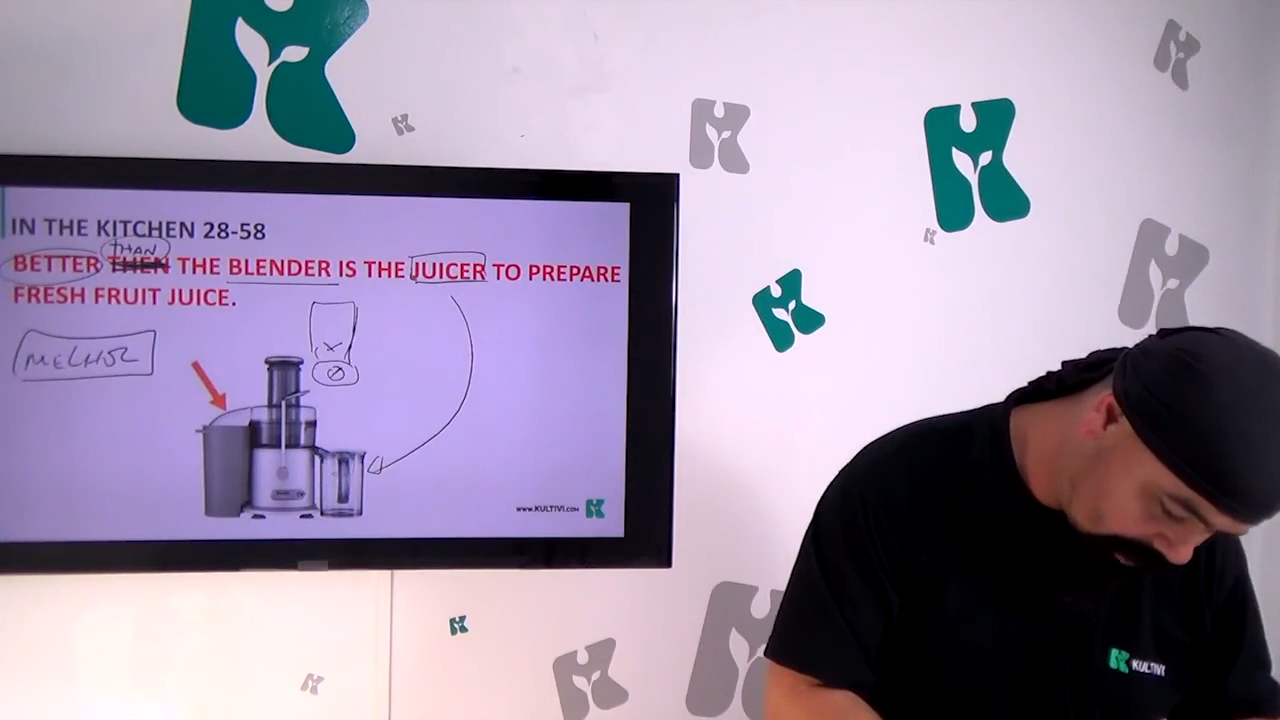 IN THE KITCHEN 28-58
THAN
BETTER THEN THE BLENDER IS THE JUICER TO PREPARE
FRESH FRUIT JUICE.
MELHOR
WWW.KULTIVI.COM
KULTIVI